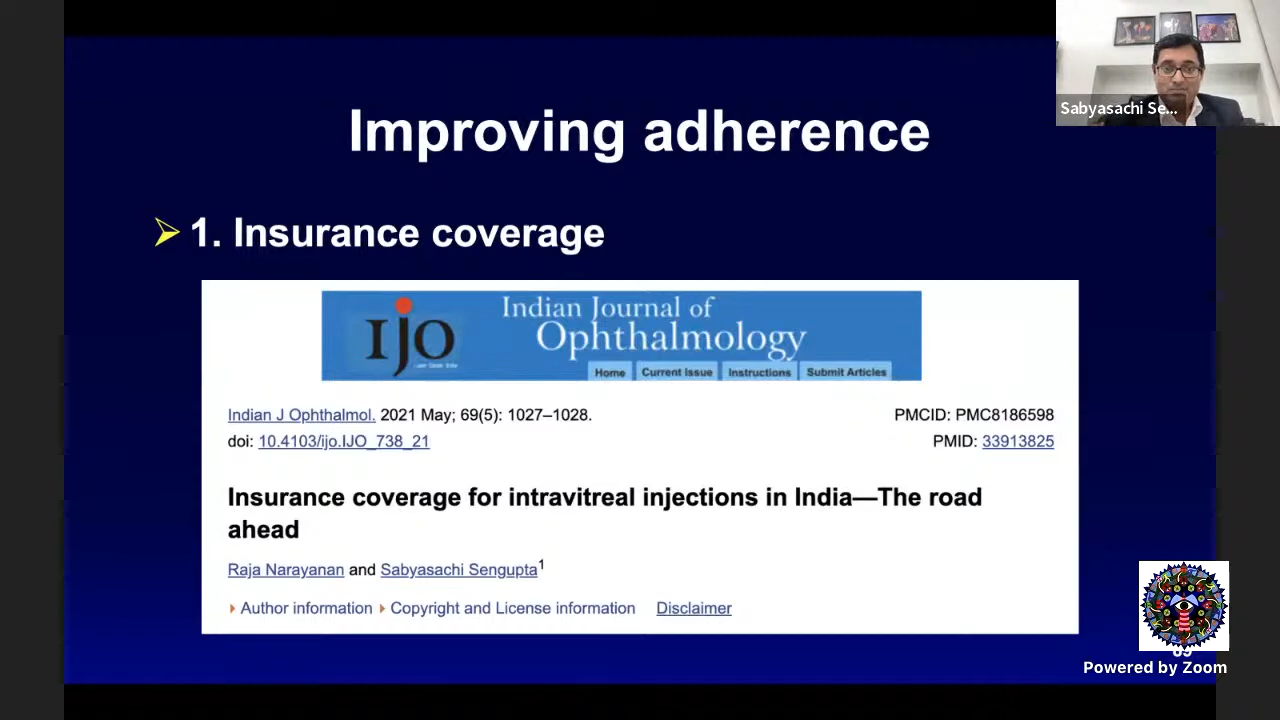 Sabyasachi Se...
Improving adherence
1. Insurance coverage
IJO
Indian Journal of
Ophthalmology
Home Current Issue Instructions Submit Articles
Indian J Ophthalmol. 2021 May; 69(5): 1027–1028.
PMCID: PMC8186598
doi: 10.4103/ijo.IJO_738_21
PMID: 33913825
Insurance coverage for intravitreal injections in India—The road
ahead
Raja Narayanan and Sabyasachi Sengupta1
Author information Copyright and License information Disclaimer
Powered by Zoom